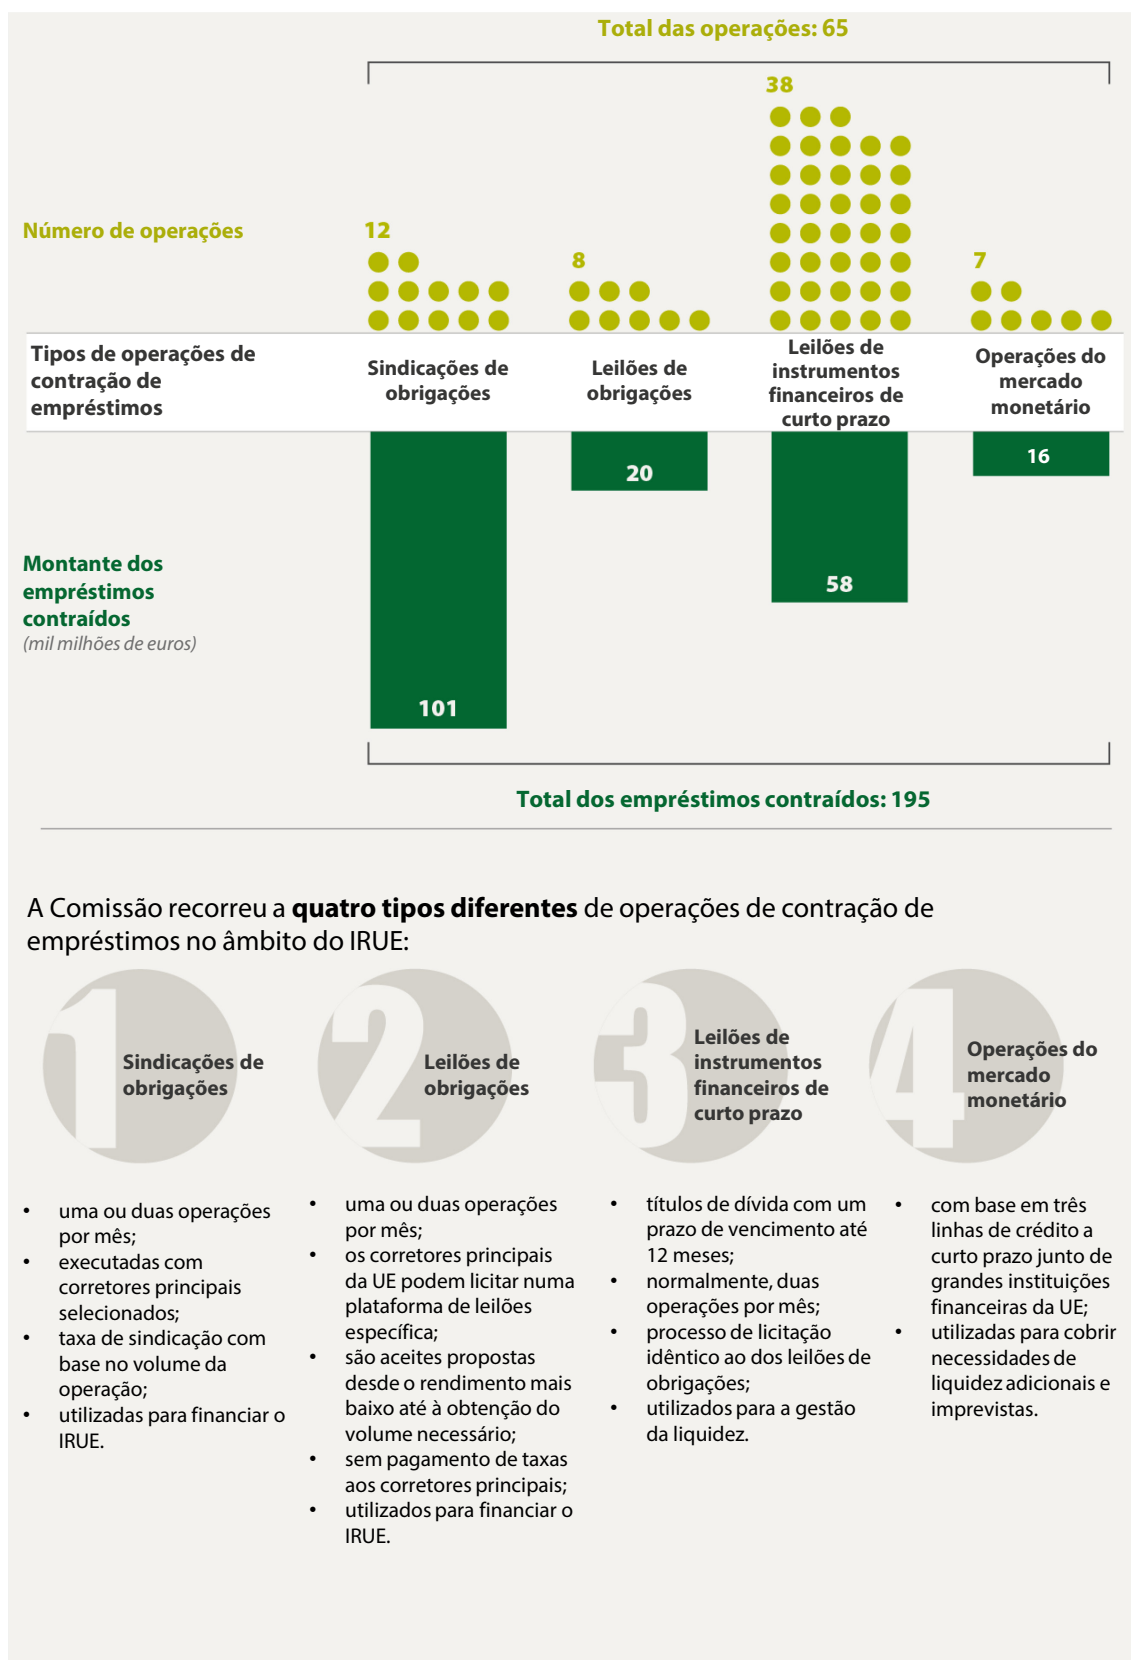 Total das operações: 65
38
Número de operações
12
8
7
Tipos de operações de
contração de
empréstimos
Sindicações de
obrigações
Leilões de
obrigações
Leilões de
instrumentos
financeiros de
curto prazo
Operações do
mercado
monetário
16
20
Montante dos
empréstimos
contraídos
(mil milhões de euros)
58
101
Total dos empréstimos contraídos: 195
A Comissão recorreu a quatro tipos diferentes de operações de contração de
empréstimos no âmbito do IRUE:
1
Sindicações de
obrigações
2
Leilões de
obrigações
3
Leilões de
instrumentos
financeiros de
curto prazo
4
Operações do
mercado
monetário
• uma ou duas operações
por mês;
• executadas com
corretores principais
selecionados;
• taxa de sindicação com
base no volume da
operação;
• utilizadas para financiar o
IRUE.
• uma ou duas operações
por mês;
• os corretores principais
da UE podem licitar numa
plataforma de leilões
específica;
• são aceites propostas
desde o rendimento mais
baixo até à obtenção do
volume necessário;
• sem pagamento de taxas
aos corretores principais;
• utilizados para financiar o
IRUE.
• títulos de dívida com um
prazo de vencimento até
12 meses;
• normalmente, duas
operações por mês;
• processo de licitação
idêntico ao dos leilões de
obrigações;
• utilizados para a gestão
da liquidez.
• com base em três
linhas de crédito a
curto prazo junto de
grandes instituições
financeiras da UE;
• utilizadas para cobrir
necessidades de
liquidez adicionais e
imprevistas.